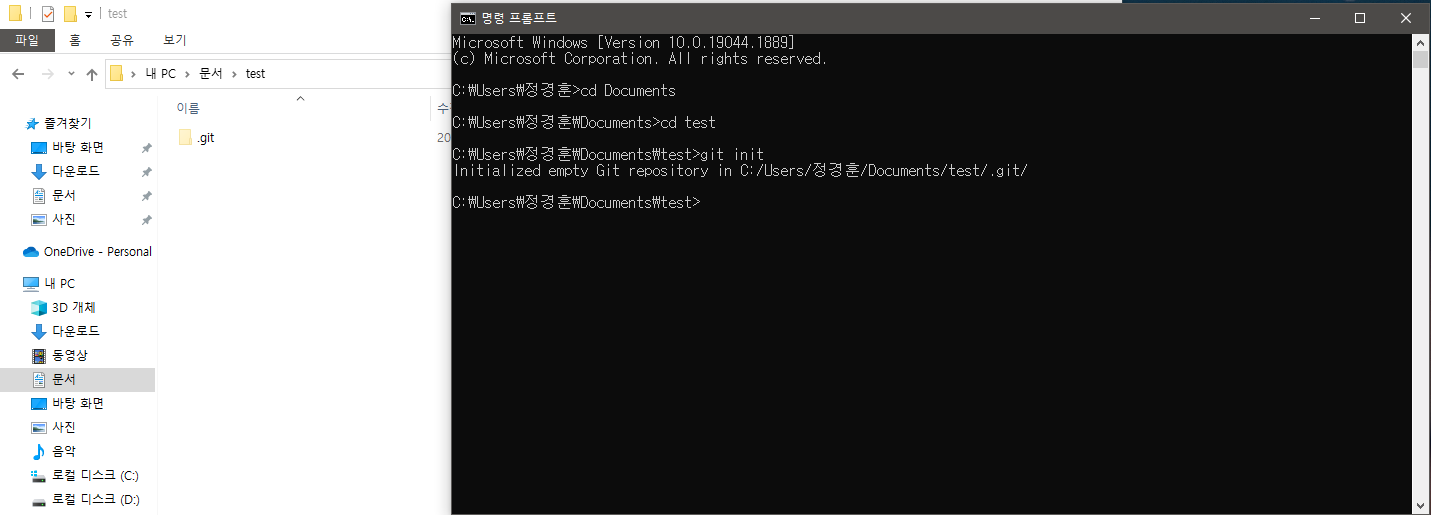 test
파일 홈 공유 보기
내 PC 문서 test
이름
.git
즐겨찾기
바탕 화면
다운로드
문서
사진
OneDrive - Personal
내 PC
3D 개체
다운로드
동영상
문서
바탕 화면
사진
음악
로컬 디스크 (C:)
로컬 디스크 (D:)
명령 프롬프트
Microsoft Windows [Version 10.0.19044.1889]
(c) Microsoft Corporation. All rights reserved.
C:₩Users₩정경훈>cd Documents
C:₩Users₩정경훈₩Documents>cd test
C:₩Users₩정경훈₩Documents₩test>git init
Initialized empty Git repository in C:/Users/정경훈/Documents/test/.git/
C:₩Users₩정경훈₩Documents₩test>